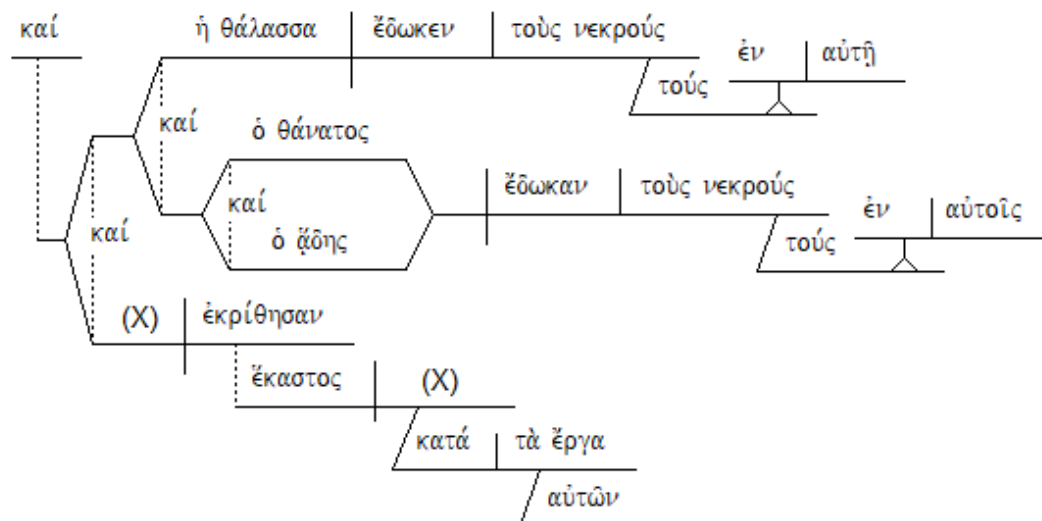 καί
ἡ θάλασσα ἔδωκεν τοὺς νεκρούς
τούς ἐν αὐτῇ
καί
ὁ θάνατος
καί
ὁ ᾅδης
ἔδωκαν τοὺς νεκρούς
τούς ἐν αὐτοῖς
καί
(X) ἐκρίθησαν
ἕκαστος (X)
κατά τὰ ἔργα
αὐτῶν